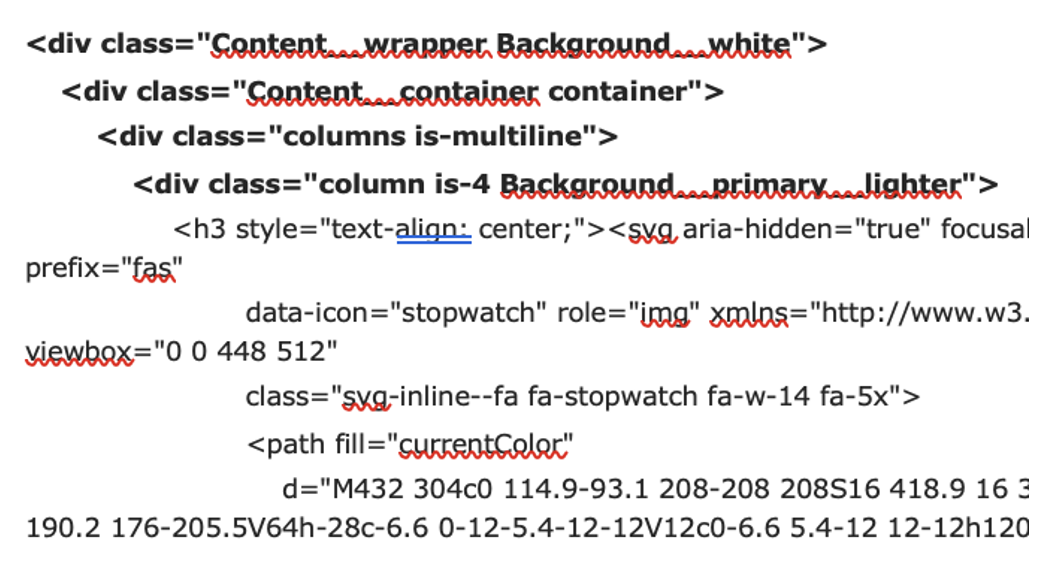 <div class="Content__wrapper Background__white">
<div class="Content__container container">
<div class="columns is-multiline">
<div class="column is-4 Background__primary__lighter">
<h3 style="text-align: center;"><svg aria-hidden="true" focusal
prefix="fas"
data-icon="stopwatch" role="img" xmlns="http://www.w3.
viewbox="0 0 448 512"
class="svg-inline--fa fa-stopwatch fa-w-14 fa-5x">
<path fill="currentColor"
d="M432 304c0 114.9-93.1 208-208 208S16 418.9 16 3
190.2 176-205.5V64h-28c-6.6 0-12-5.4-12-12V12c0-6.6 5.4-12 12-12h120